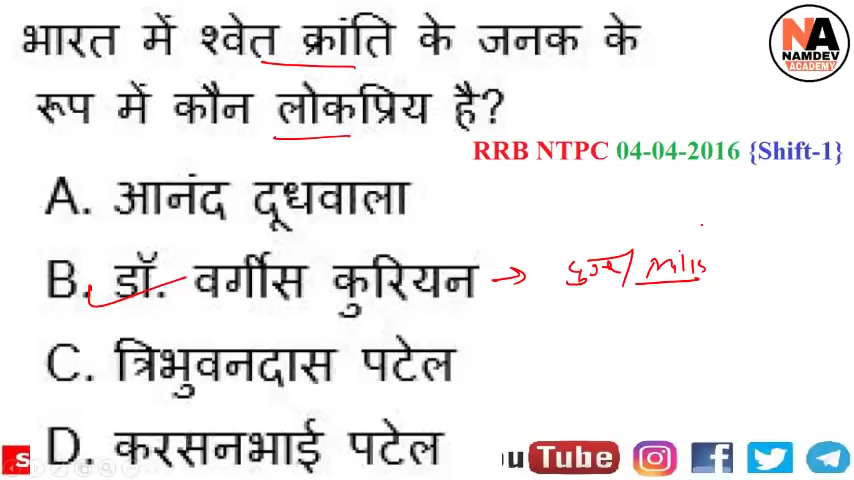 भारत में श्वेत क्रांति के जनक के
रूप में कौन लोकप्रिय है?
NA
NAMDEV
ACADEMY
RRB NTPC 04-04-2016 {Shift-1}
A. आनंद दूधवाला
B. डॉ. वर्गीस कुरियन
C. त्रिभुवनदास पटेल
D. करसनभाई पटेल
S
ou Tube